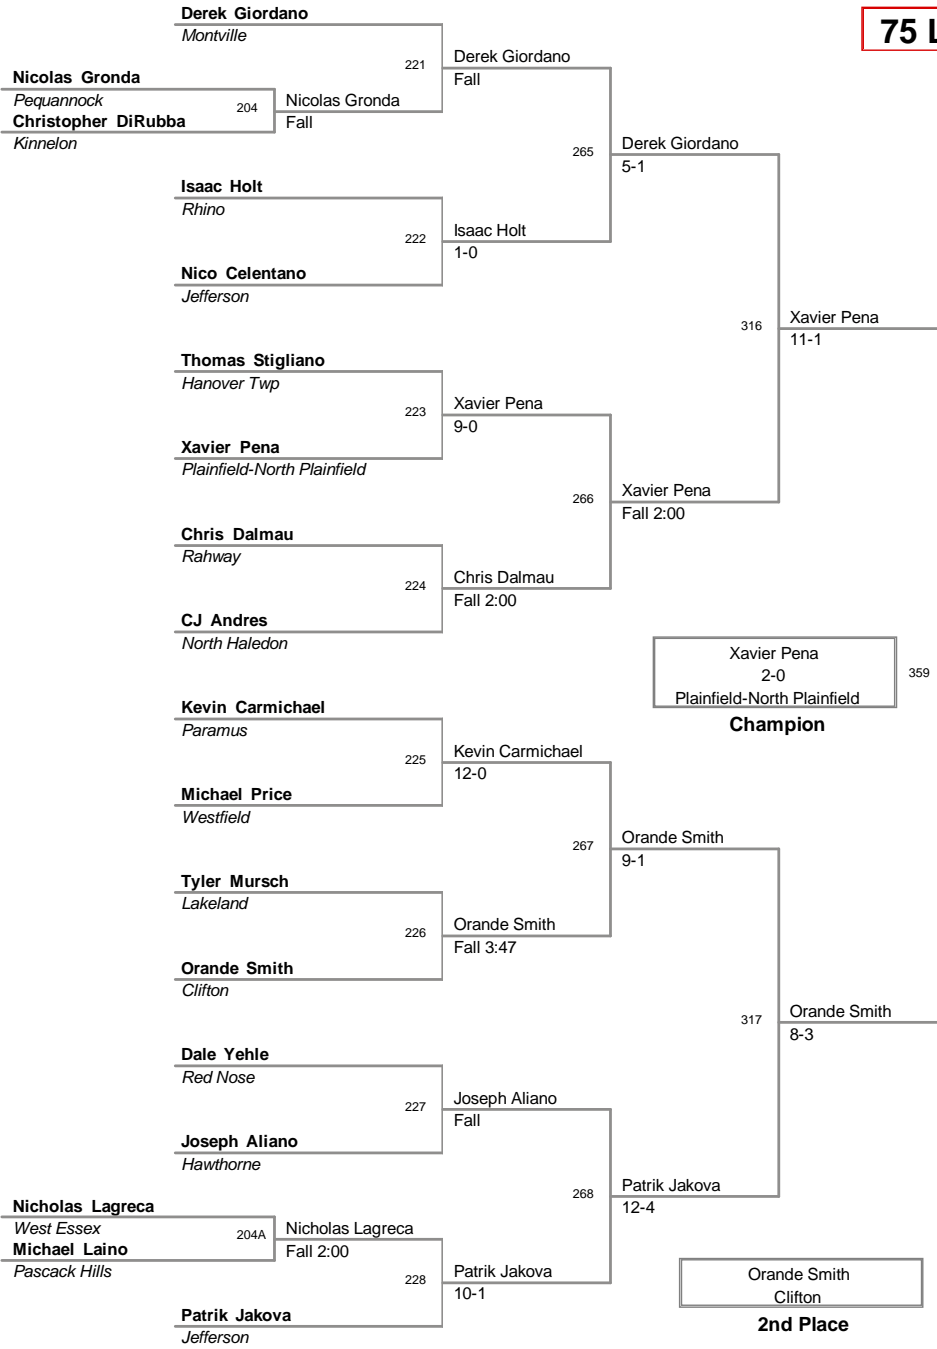 Derek Giordano
Montville
75 L
221
Derek Giordano
Fall
Nicolas Gronda
Pequannock
204
Nicolas Gronda
Fall
Christopher DiRubba
Kinnelon
265
Derek Giordano
5-1
Isaac Holt
Rhino
222
Isaac Holt
1-0
Nico Celentano
Jefferson
316
Xavier Pena
11-1
Thomas Stigliano
Hanover Twp
223
Xavier Pena
9-0
Xavier Pena
Plainfield-North Plainfield
266
Xavier Pena
Fall 2:00
Chris Dalmau
Rahway
224
Chris Dalmau
Fall 2:00
CJ Andres
North Haledon
Xavier Pena
2-0
Plainfield-North Plainfield
359
Champion
Kevin Carmichael
Paramus
225
Kevin Carmichael
12-0
Michael Price
Westfield
267
Orande Smith
9-1
Tyler Mursch
Lakeland
226
Orande Smith
Fall 3:47
Orande Smith
Clifton
317
Orande Smith
8-3
Dale Yehle
Red Nose
227
Joseph Aliano
Fall
Joseph Aliano
Hawthorne
268
Patrik Jakova
12-4
Nicholas Lagreca
West Essex
204A
Nicholas Lagreca
Fall 2:00
Michael Laino
Pascack Hills
228
Patrik Jakova
10-1
Patrik Jakova
Jefferson
Orande Smith
Clifton
2nd Place